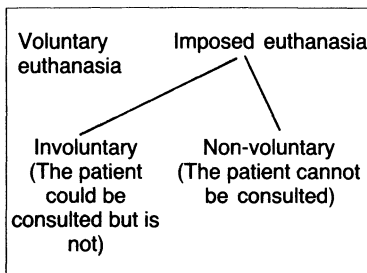 Voluntary euthanasia
Imposed euthanasia
Involuntary
(The patient
could be
consulted but is
not)
Non-voluntary
(The patient cannot
be consulted)